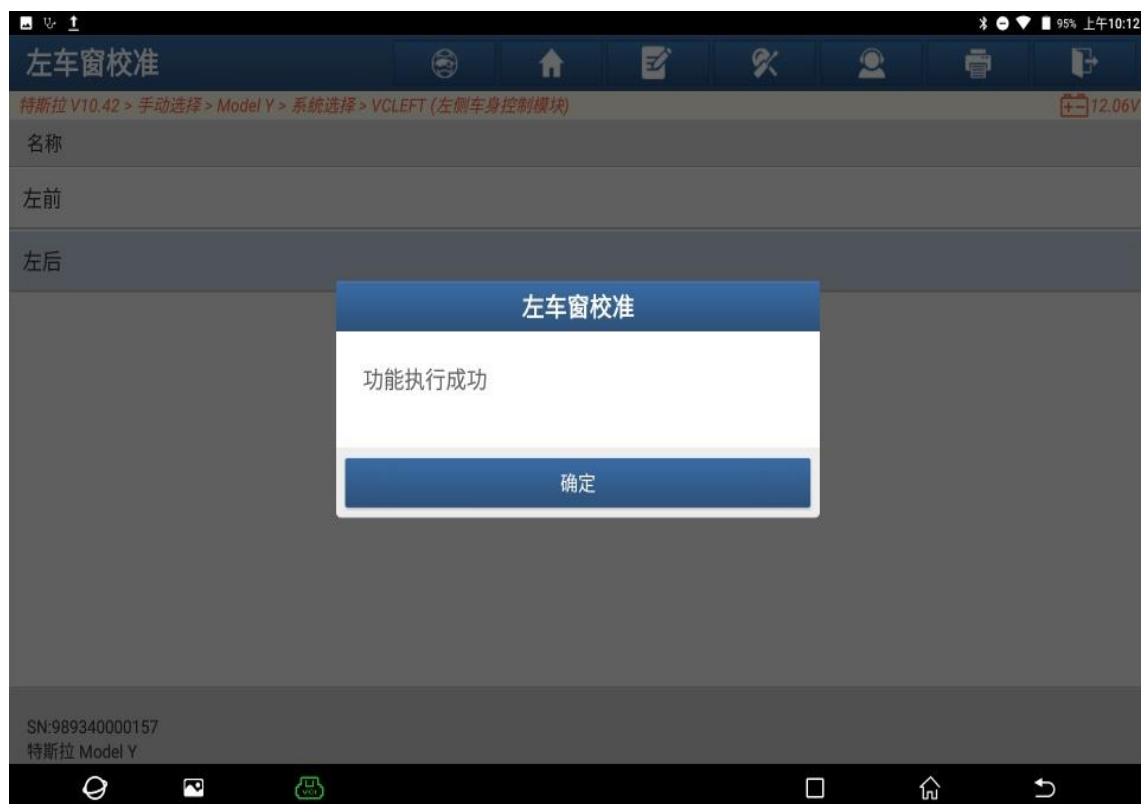 95% 上午10:12
左车窗校准
特斯拉 V10.42 > 手动选择 > Model Y > 系统选择 > VCLEFT (左侧车身控制模块)
12.06V
名称
左前
左后
左车窗校准
功能执行成功
确定
SN:989340000157
特斯拉 Model Y
VCI